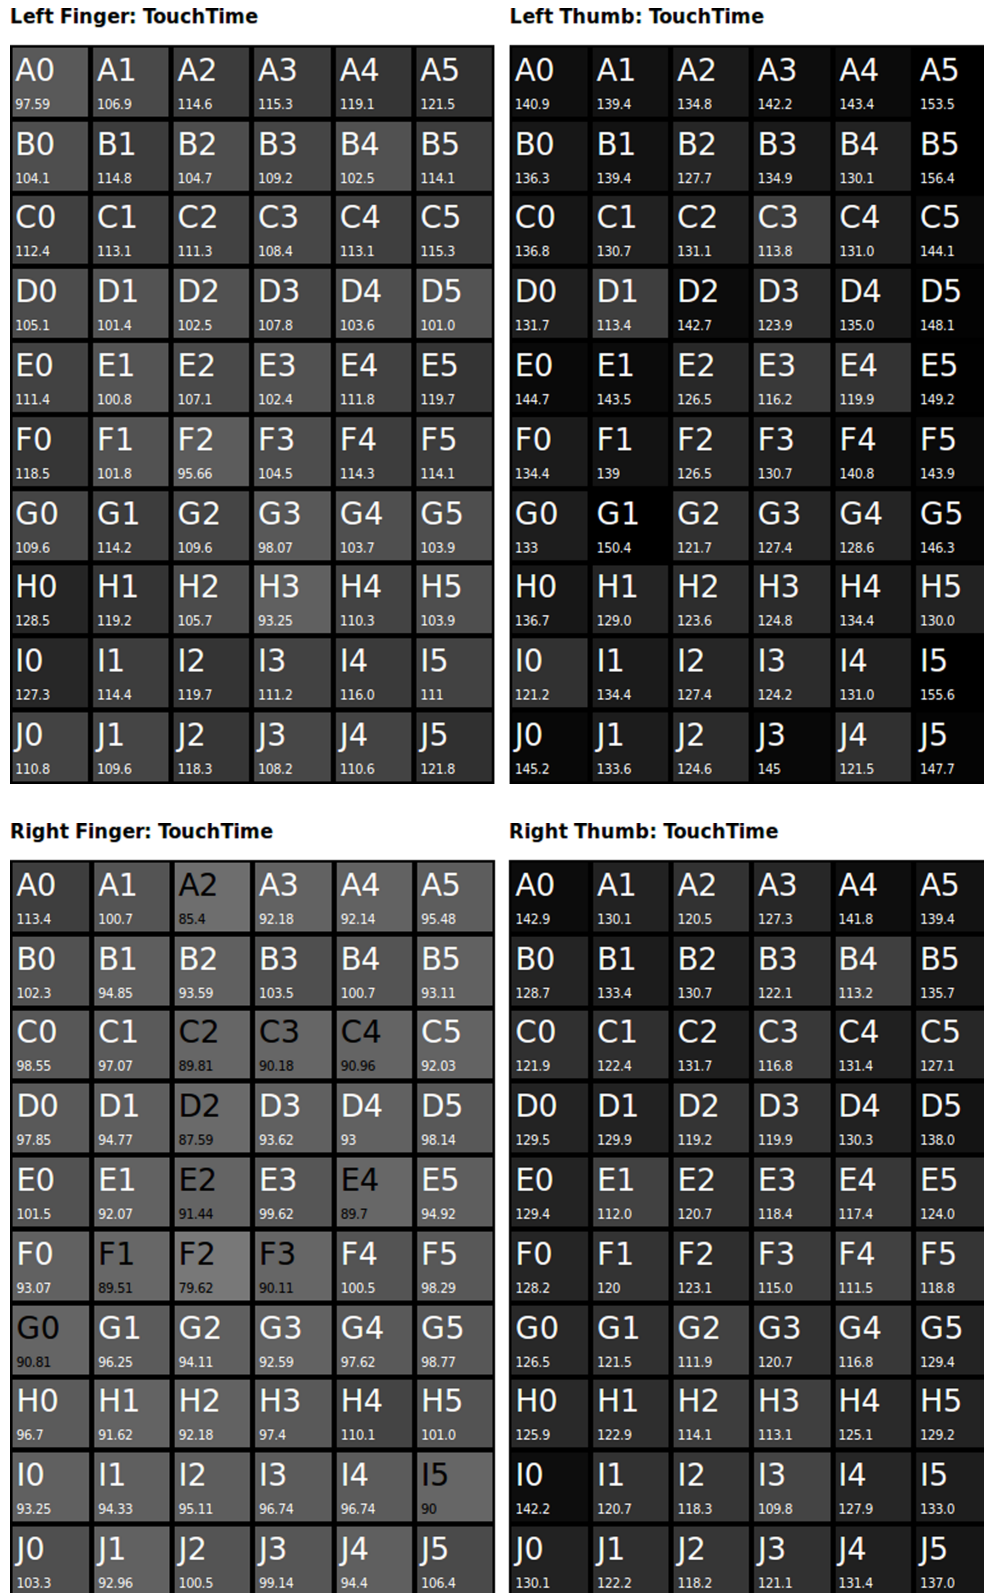 Left Finger: TouchTime
A0 A1 A2 A3 A4 A5
97.59 106.9 114.6 115.3 119.1 121.5
B0 B1 B2 B3 B4 B5
104.1 114.8 104.7 109.2 102.5 114.1
C0 C1 C2 C3 C4 C5
112.4 113.1 111.3 108.4 113.1 115.3
D0 D1 D2 D3 D4 D5
105.1 101.4 102.5 107.8 103.6 101.0
E0 E1 E2 E3 E4 E5
111.4 100.8 107.1 102.4 111.8 119.7
F0 F1 F2 F3 F4 F5
118.5 101.8 95.66 104.5 114.3 114.1
G0 G1 G2 G3 G4 G5
109.6 114.2 109.6 98.07 103.7 103.9
H0 H1 H2 H3 H4 H5
128.5 119.2 105.7 93.25 110.3 103.9
I0 I1 I2 I3 I4 I5
127.3 114.4 119.7 111.2 116.0 111
J0 J1 J2 J3 J4 J5
110.8 109.6 118.3 108.2 110.6 121.8
Left Thumb: TouchTime
A0 A1 A2 A3 A4 A5
140.9 139.4 134.8 142.2 143.4 153.5
B0 B1 B2 B3 B4 B5
136.3 139.4 127.7 134.9 130.1 156.4
C0 C1 C2 C3 C4 C5
136.8 130.7 131.1 113.8 131.0 144.1
D0 D1 D2 D3 D4 D5
131.7 113.4 142.7 123.9 135.0 148.1
E0 E1 E2 E3 E4 E5
144.7 143.5 126.5 116.2 119.9 149.2
F0 F1 F2 F3 F4 F5
134.4 139 126.5 130.7 140.8 143.9
G0 G1 G2 G3 G4 G5
133 150.4 121.7 127.4 128.6 146.3
H0 H1 H2 H3 H4 H5
136.7 129.0 123.6 124.8 134.4 130.0
I0 I1 I2 I3 I4 I5
121.2 134.4 127.4 124.2 131.0 155.6
J0 J1 J2 J3 J4 J5
145.2 133.6 124.6 145 121.5 147.7
Right Finger: TouchTime
A0 A1 A2 A3 A4 A5
113.4 100.7 85.4 92.18 92.14 95.48
B0 B1 B2 B3 B4 B5
102.3 94.85 93.59 103.5 100.7 93.11
C0 C1 C2 C3 C4 C5
98.55 97.07 89.81 90.18 90.96 92.03
D0 D1 D2 D3 D4 D5
97.85 94.77 87.59 93.62 93 98.14
E0 E1 E2 E3 E4 E5
101.5 92.07 91.44 99.62 89.7 94.92
F0 F1 F2 F3 F4 F5
93.07 89.51 79.62 90.11 100.5 98.29
G0 G1 G2 G3 G4 G5
90.81 96.25 94.11 92.59 97.62 98.77
H0 H1 H2 H3 H4 H5
96.7 91.62 92.18 97.4 110.1 101.0
I0 I1 I2 I3 I4 I5
93.25 94.33 95.11 96.74 96.74 90
J0 J1 J2 J3 J4 J5
103.3 92.96 100.5 99.14 94.4 106.4
Right Thumb: TouchTime
A0 A1 A2 A3 A4 A5
142.9 130.1 120.5 127.3 141.8 139.4
B0 B1 B2 B3 B4 B5
128.7 133.4 130.7 122.1 113.2 135.7
C0 C1 C2 C3 C4 C5
121.9 122.4 131.7 116.8 131.4 127.1
D0 D1 D2 D3 D4 D5
129.5 129.9 119.2 119.9 130.3 138.0
E0 E1 E2 E3 E4 E5
129.4 112.0 120.7 118.4 117.4 124.0
F0 F1 F2 F3 F4 F5
128.2 120 123.1 115.0 111.5 118.8
G0 G1 G2 G3 G4 G5
126.5 121.5 111.9 120.7 116.8 129.4
H0 H1 H2 H3 H4 H5
125.9 122.9 114.1 113.1 125.1 129.2
I0 I1 I2 I3 I4 I5
142.2 120.7 118.3 109.8 127.9 133.0
J0 J1 J2 J3 J4 J5
130.1 122.2 118.2 121.1 131.4 137.0